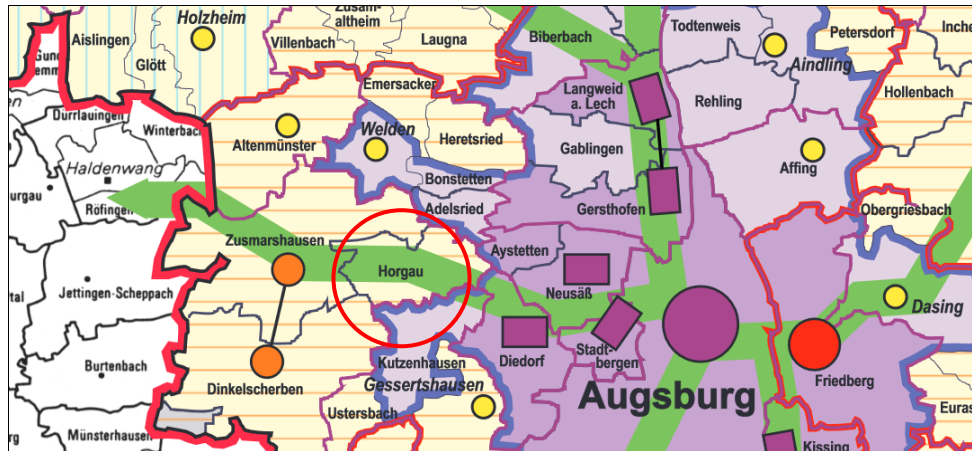 Aislingen
Holzheim
Zusam-
altheim
Villenbach
Laugna
Biberbach
Todtenweis
Petersdorf
Glött
Aindling
Emersacker
Langweid
a. Lech
Rehling
Hollenbach
Durrlauingen
Winterbach
Altenmünster
Welden
Heretsried
Gablingen
Haldenwang
Bonstetten
Affing
Röfingen
Adelsried
Gersthofen
Obergriesbach
Zusmarshausen
Aystetten
Horgau
Jettingen-Scheppach
Neusäß
Dasing
Diedorf
Stadt-
bergen
Burtenbach
Kutzenhausen
Friedberg
Dinkelscherben
Gessertshausen
Augsburg
Ustersbach
Münsterhausen
Kissing